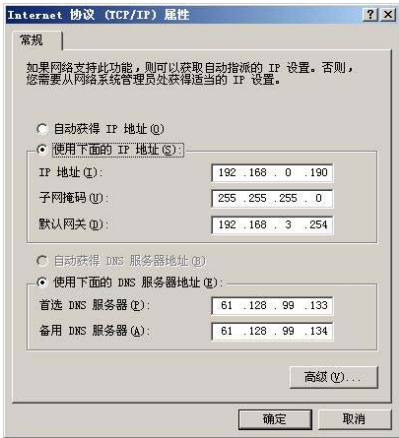 Internet 协议 (TCP/IP) 属性
常规
如果网络支持此功能，则可以获取自动指派的 IP 设置。否则，
您需要从网络系统管理员处获得适当的 IP 设置。
自动获得 IP 地址(O)
使用下面的 IP 地址(S):
IP 地址(I): 192 .168 . 0 .190
子网掩码(U): 255 .255 .255 . 0
默认网关(D): 192 .168 . 3 .254
自动获得 DNS 服务器地址(B)
使用下面的 DNS 服务器地址(E):
首选 DNS 服务器(P): 61 .128 . 99 .133
备用 DNS 服务器(A): 61 .128 . 99 .134
高级(V)...
确定 取消